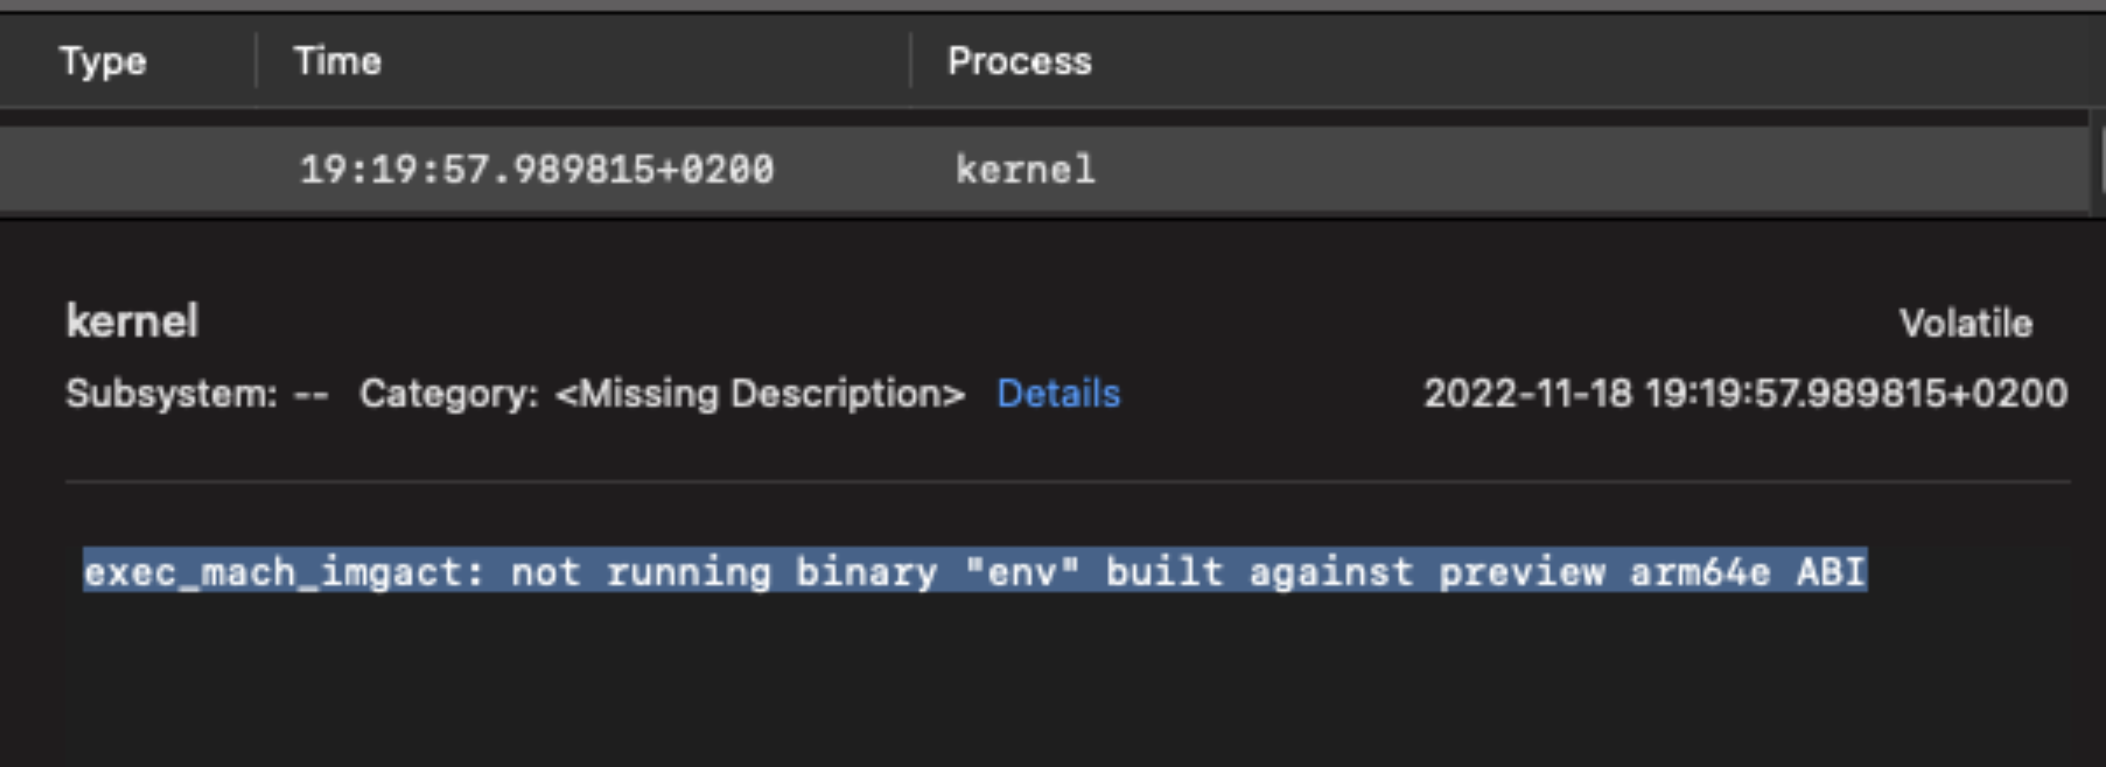 Type Time Process
19:19:57.989815+0200 kernel
kernel Volatile
Subsystem: -- Category: <Missing Description> Details 2022-11-18 19:19:57.989815+0200
exec_mach_imgact: not running binary "env" built against preview arm64e ABI